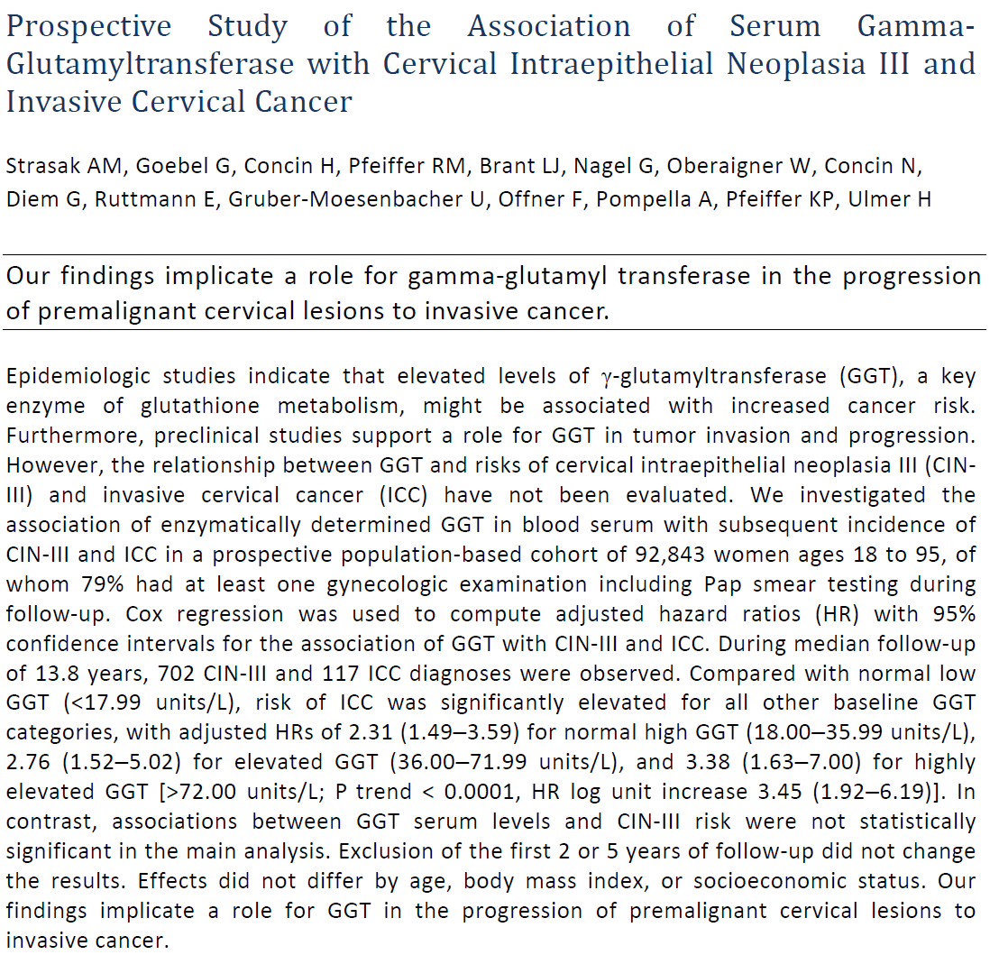 Prospective Study of the Association of Serum Gamma-
Glutamyltransferase with Cervical Intraepithelial Neoplasia III and
Invasive Cervical Cancer
Strasak AM, Goebel G, Concin H, Pfeiffer RM, Brant LJ, Nagel G, Oberaigner W, Concin N,
Diem G, Ruttmann E, Gruber-Moesenbacher U, Offner F, Pompella A, Pfeiffer KP, Ulmer H
Our findings implicate a role for gamma-glutamyl transferase in the progression
of premalignant cervical lesions to invasive cancer.
Epidemiologic studies indicate that elevated levels of γ-glutamyltransferase (GGT), a key
enzyme of glutathione metabolism, might be associated with increased cancer risk.
Furthermore, preclinical studies support a role for GGT in tumor invasion and progression.
However, the relationship between GGT and risks of cervical intraepithelial neoplasia III (CIN-
III) and invasive cervical cancer (ICC) have not been evaluated. We investigated the
association of enzymatically determined GGT in blood serum with subsequent incidence of
CIN-III and ICC in a prospective population-based cohort of 92,843 women ages 18 to 95, of
whom 79% had at least one gynecologic examination including Pap smear testing during
follow-up. Cox regression was used to compute adjusted hazard ratios (HR) with 95%
confidence intervals for the association of GGT with CIN-III and ICC. During median follow-up
of 13.8 years, 702 CIN-III and 117 ICC diagnoses were observed. Compared with normal low
GGT (<17.99 units/L), risk of ICC was significantly elevated for all other baseline GGT
categories, with adjusted HRs of 2.31 (1.49–3.59) for normal high GGT (18.00–35.99 units/L),
2.76 (1.52–5.02) for elevated GGT (36.00–71.99 units/L), and 3.38 (1.63–7.00) for highly
elevated GGT [>72.00 units/L; P trend < 0.0001, HR log unit increase 3.45 (1.92–6.19)]. In
contrast, associations between GGT serum levels and CIN-III risk were not statistically
significant in the main analysis. Exclusion of the first 2 or 5 years of follow-up did not change
the results. Effects did not differ by age, body mass index, or socioeconomic status. Our
findings implicate a role for GGT in the progression of premalignant cervical lesions to
invasive cancer.